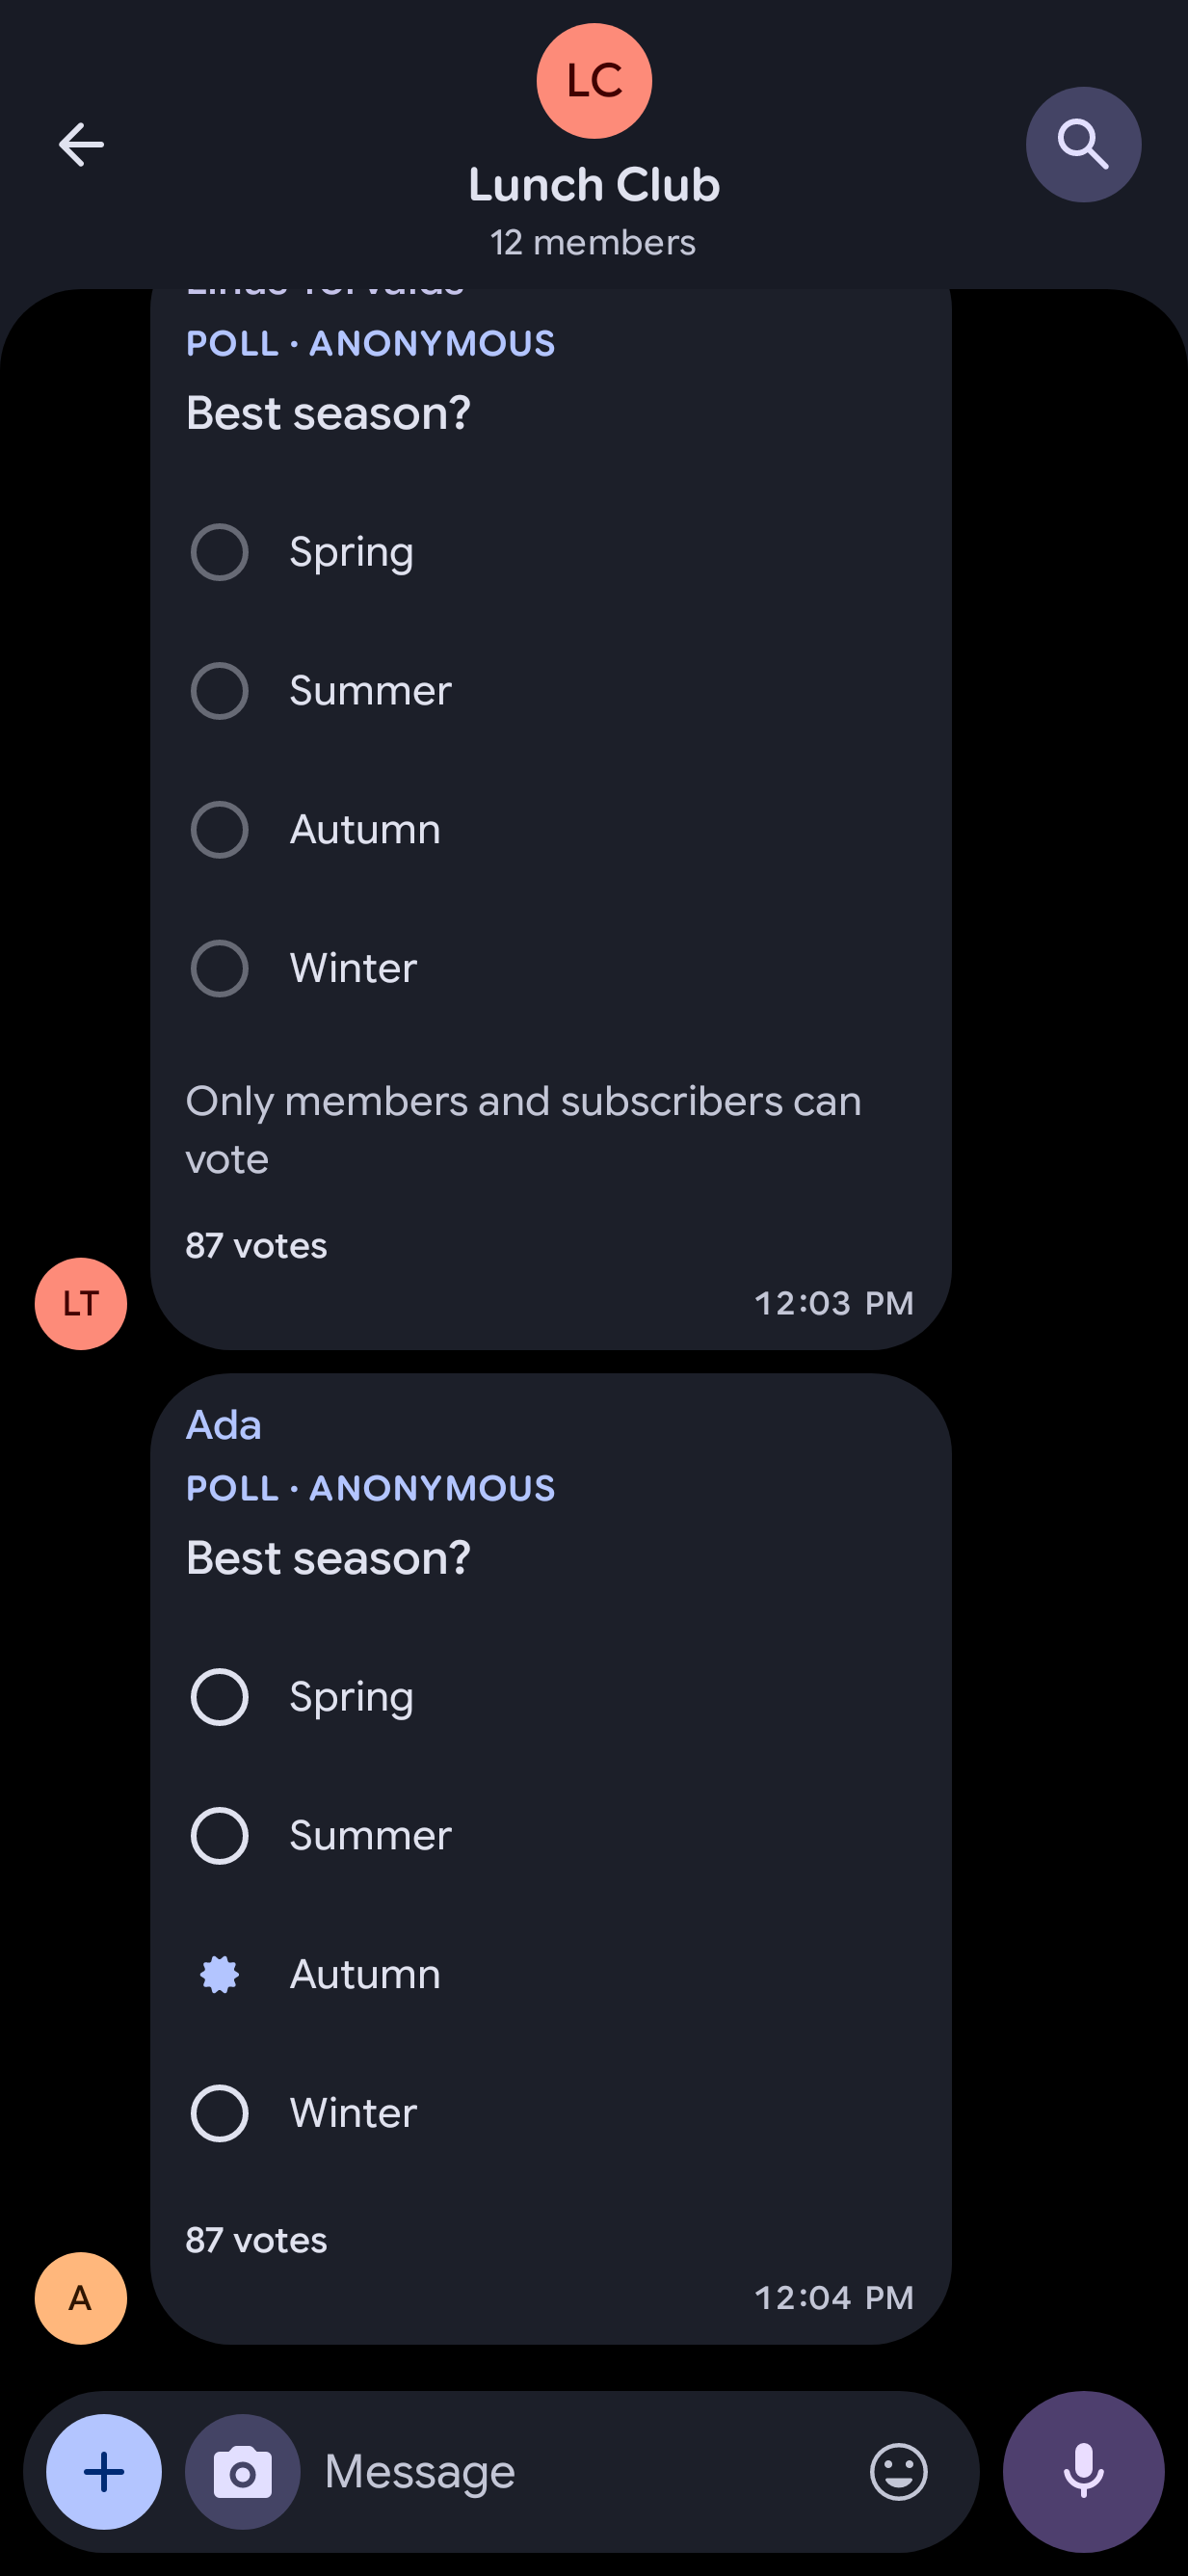 LC
Lunch Club
12 members
POLL · ANONYMOUS
Best season?
Spring
Summer
Autumn
Winter
Only members and subscribers can
vote
87 votes
LT
12:03 PM
Ada
POLL · ANONYMOUS
Best season?
Spring
Summer
Autumn
Winter
87 votes
A
12:04 PM
Message